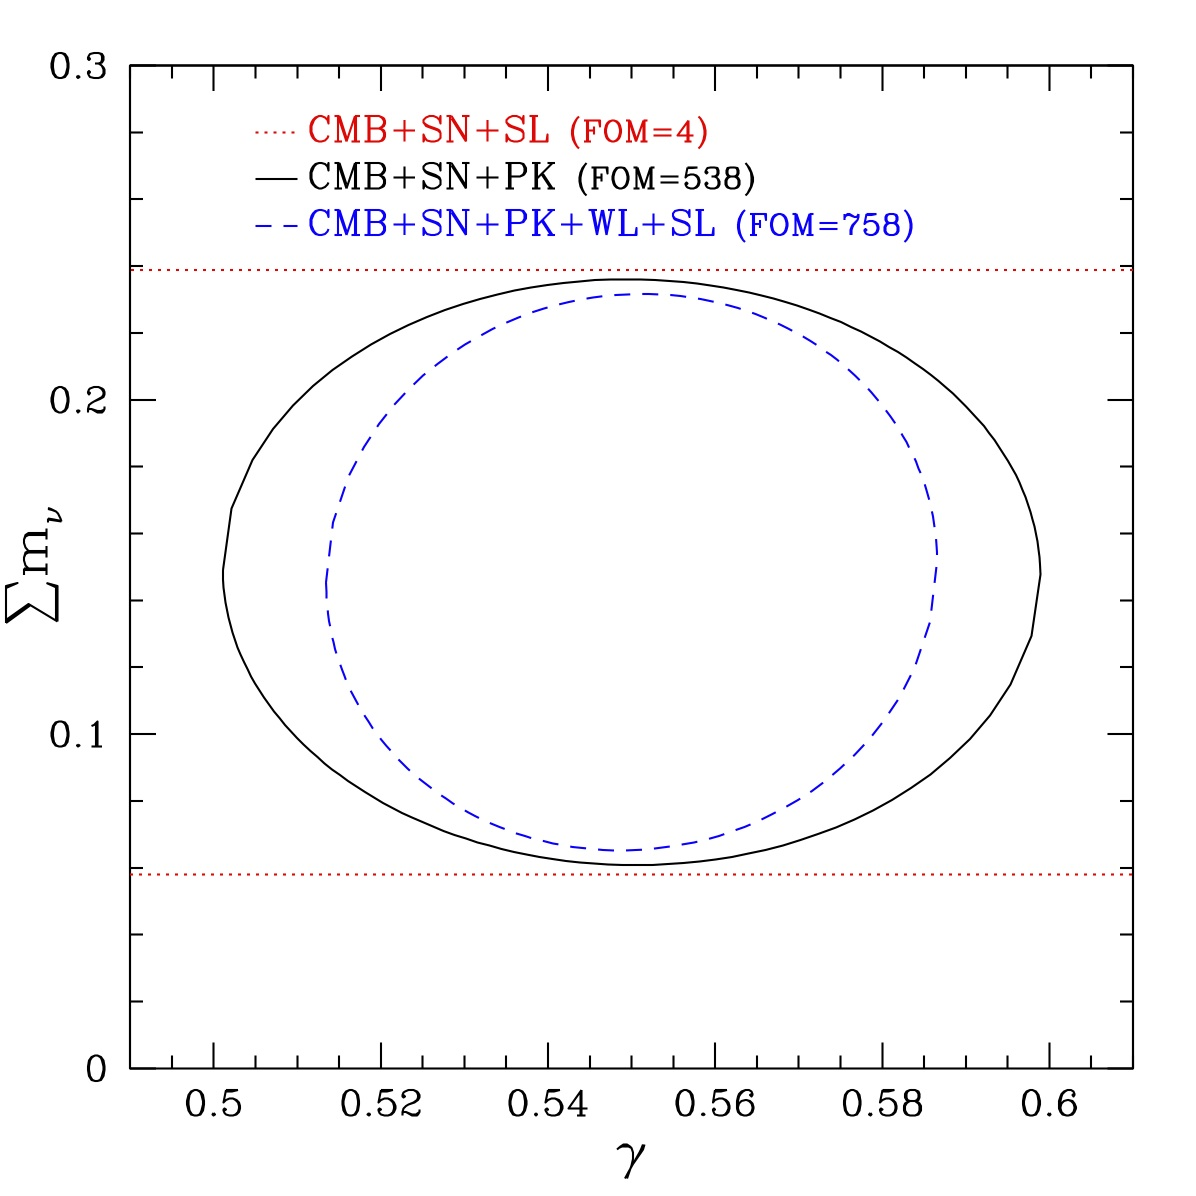 0.3
CMB+SN+SL (FOM=4)
CMB+SN+PK (FOM=538)
CMB+SN+PK+WL+SL (FOM=758)
0.2
Σmν
0.1
0
0.5 0.52 0.54 0.56 0.58 0.6
γ